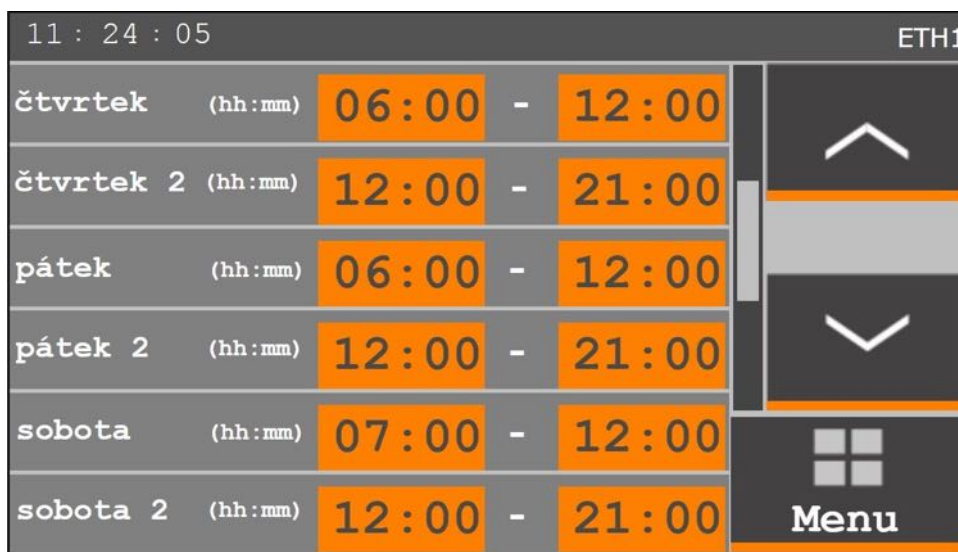 11 : 24 : 05 ETH1
čtvrtek (hh:mm) 06:00 - 12:00
čtvrtek 2 (hh:mm) 12:00 - 21:00
pátek (hh:mm) 06:00 - 12:00
pátek 2 (hh:mm) 12:00 - 21:00
sobota (hh:mm) 07:00 - 12:00
sobota 2 (hh:mm) 12:00 - 21:00
Menu